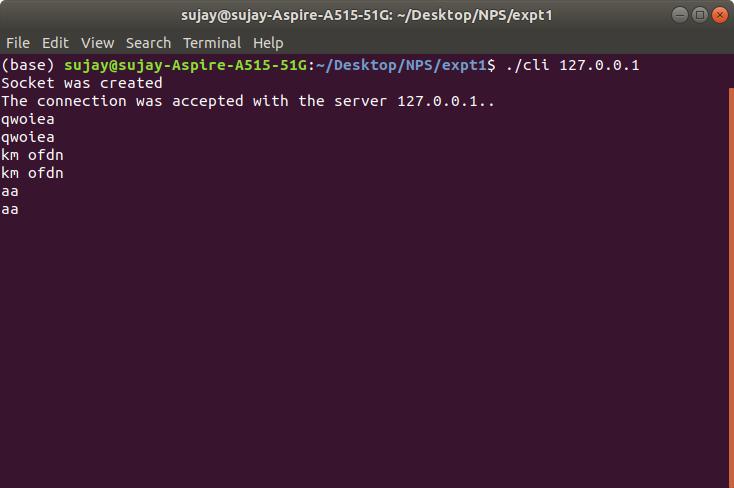 sujay@sujay-Aspire-A515-51G: ~/Desktop/NPS/expt1
File Edit View Search Terminal Help
(base) sujay@sujay-Aspire-A515-51G:~/Desktop/NPS/expt1$ ./cli 127.0.0.1
Socket was created
The connection was accepted with the server 127.0.0.1..
qwoiea
qwoiea
km ofdn
km ofdn
aa
aa